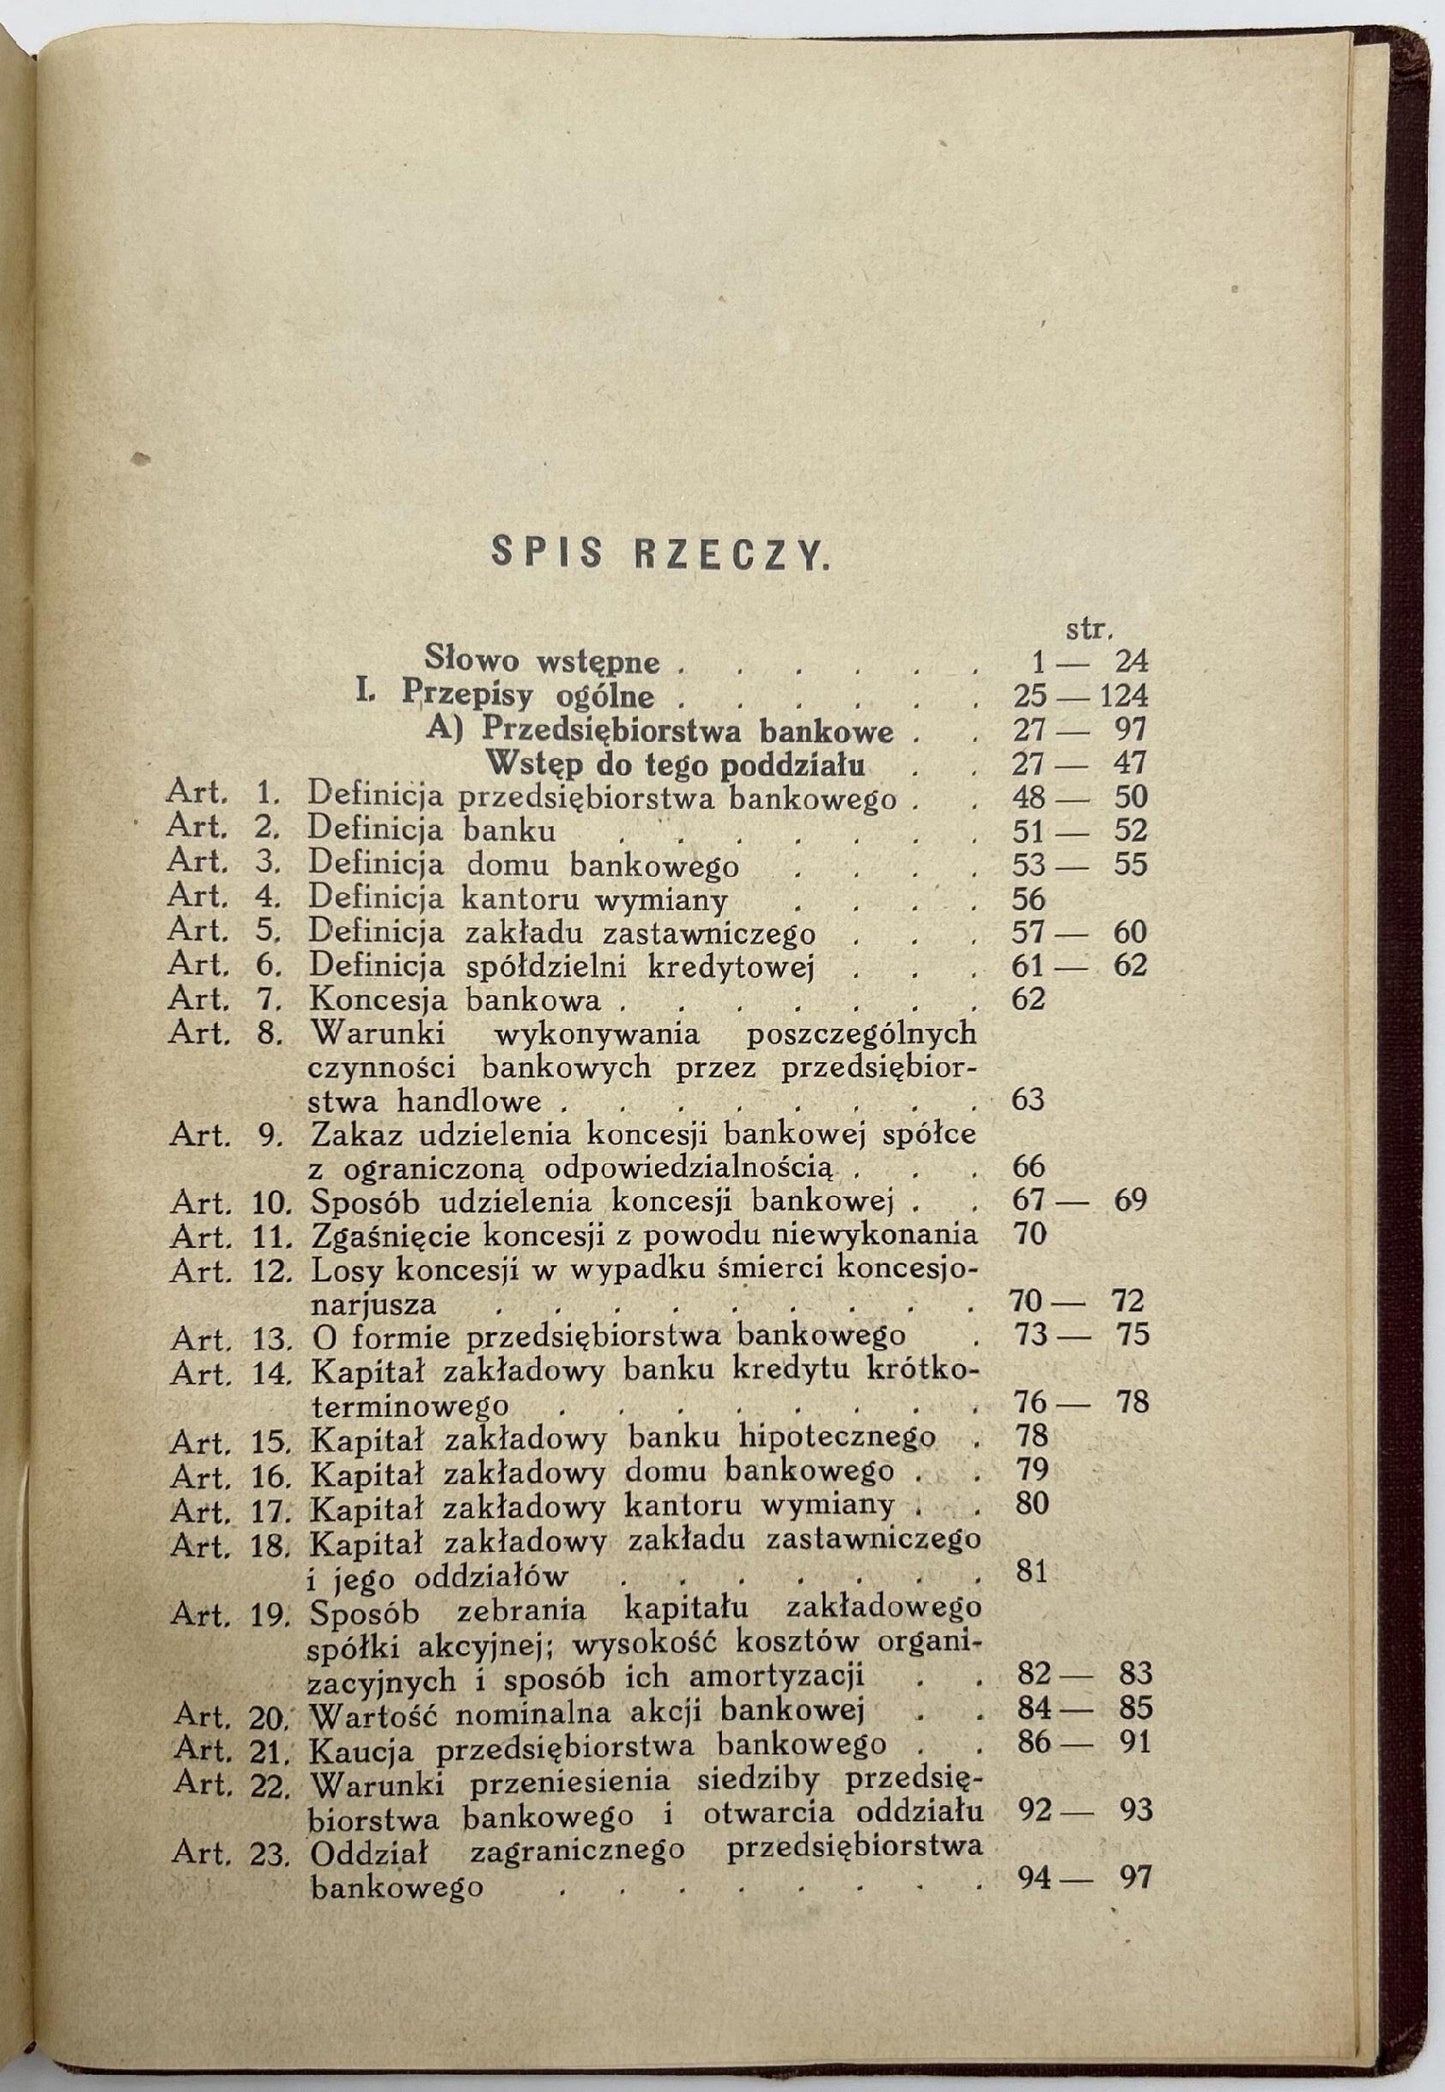 SPIS RZECZY.
str.
Słowo wstępne . . . . . . 1 — 24
I. Przepisy ogólne . . . . . . 25 — 124
A) Przedsiębiorstwa bankowe . . 27 — 97
Wstęp do tego poddziału . . 27 — 47
Art. 1. Definicja przedsiębiorstwa bankowego . . 48 — 50
Art. 2. Definicja banku . . . . . . . 51 — 52
Art. 3. Definicja domu bankowego . . . . 53 — 55
Art. 4. Definicja kantoru wymiany . . . . 56
Art. 5. Definicja zakładu zastawniczego . . . 57 — 60
Art. 6. Definicja spółdzielni kredytowej . . . 61 — 62
Art. 7. Koncesja bankowa . . . . . . . 62
Art. 8. Warunki wykonywania poszczególnych
czynności bankowych przez przedsiębior-
stwa handlowe . . . . . . . . 63
Art. 9. Zakaz udzielenia koncesji bankowej spółce
z ograniczoną odpowiedzialnością . . . 66
Art. 10. Sposób udzielenia koncesji bankowej . . 67 — 69
Art. 11. Zgaśnięcie koncesji z powodu niewykonania 70
Art. 12. Losy koncesji w wypadku śmierci koncesjo-
narjusza . . . . . . . . . 70 — 72
Art. 13. O formie przedsiębiorstwa bankowego . 73 — 75
Art. 14. Kapitał zakładowy banku kredytu krótko-
terminowego . . . . . . . . 76 — 78
Art. 15. Kapitał zakładowy banku hipotecznego . 78
Art. 16. Kapitał zakładowy domu bankowego . . 79
Art. 17. Kapitał zakładowy kantoru wymiany . . 80
Art. 18. Kapitał zakładowy zakładu zastawniczego
i jego oddziałów . . . . . . . 81
Art. 19. Sposób zebrania kapitału zakładowego
spółki akcyjnej; wysokość kosztów organi-
zacyjnych i sposób ich amortyzacji . . 82 — 83
Art. 20. Wartość nominalna akcji bankowej . . 84 — 85
Art. 21. Kaucja przedsiębiorstwa bankowego . . 86 — 91
Art. 22. Warunki przeniesienia siedziby przedsię-
biorstwa bankowego i otwarcia oddziału 92 — 93
Art. 23. Oddział zagranicznego przedsiębiorstwa
bankowego . . . . . . . . 94 — 97